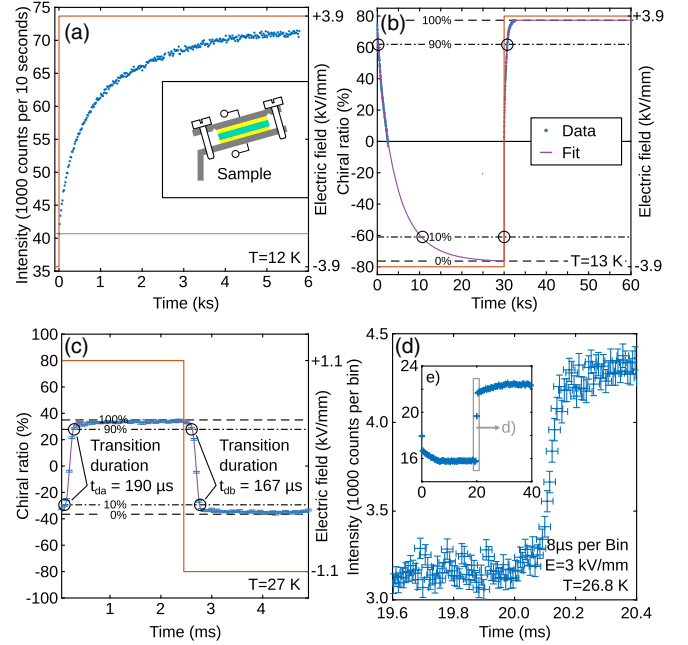 (a)
Intensity (1000 counts per 10 seconds)
75
70
65
60
55
50
45
40
35
0
1
2
3
4
5
6
Time (ks)
+3.9
Electric field (kV/mm)
-3.9
Sample
T=12 K
(b)
Chiral ratio (%)
80
60
40
20
0
-20
-40
-60
-80
0
10
20
30
40
50
60
Time (ks)
100%
90%
10%
0%
Data
Fit
T=13 K
+3.9
Electric field (kV/mm)
-3.9
(c)
Chiral ratio (%)
100
80
60
40
20
0
-20
-40
-60
-80
-100
1
2
3
4
Time (ms)
100%
90%
10%
0%
Transition
duration
tda = 190 µs
Transition
duration
tdb = 167 µs
T=27 K
+1.1
Electric field (kV/mm)
-1.1
(d)
Intensity (1000 counts per bin)
4.5
4.0
3.5
3.0
19.6
19.8
20.0
20.2
20.4
Time (ms)
e)
24
22
20
18
16
0
20
40
d)
8µs per Bin
E=3 kV/mm
T=26.8 K